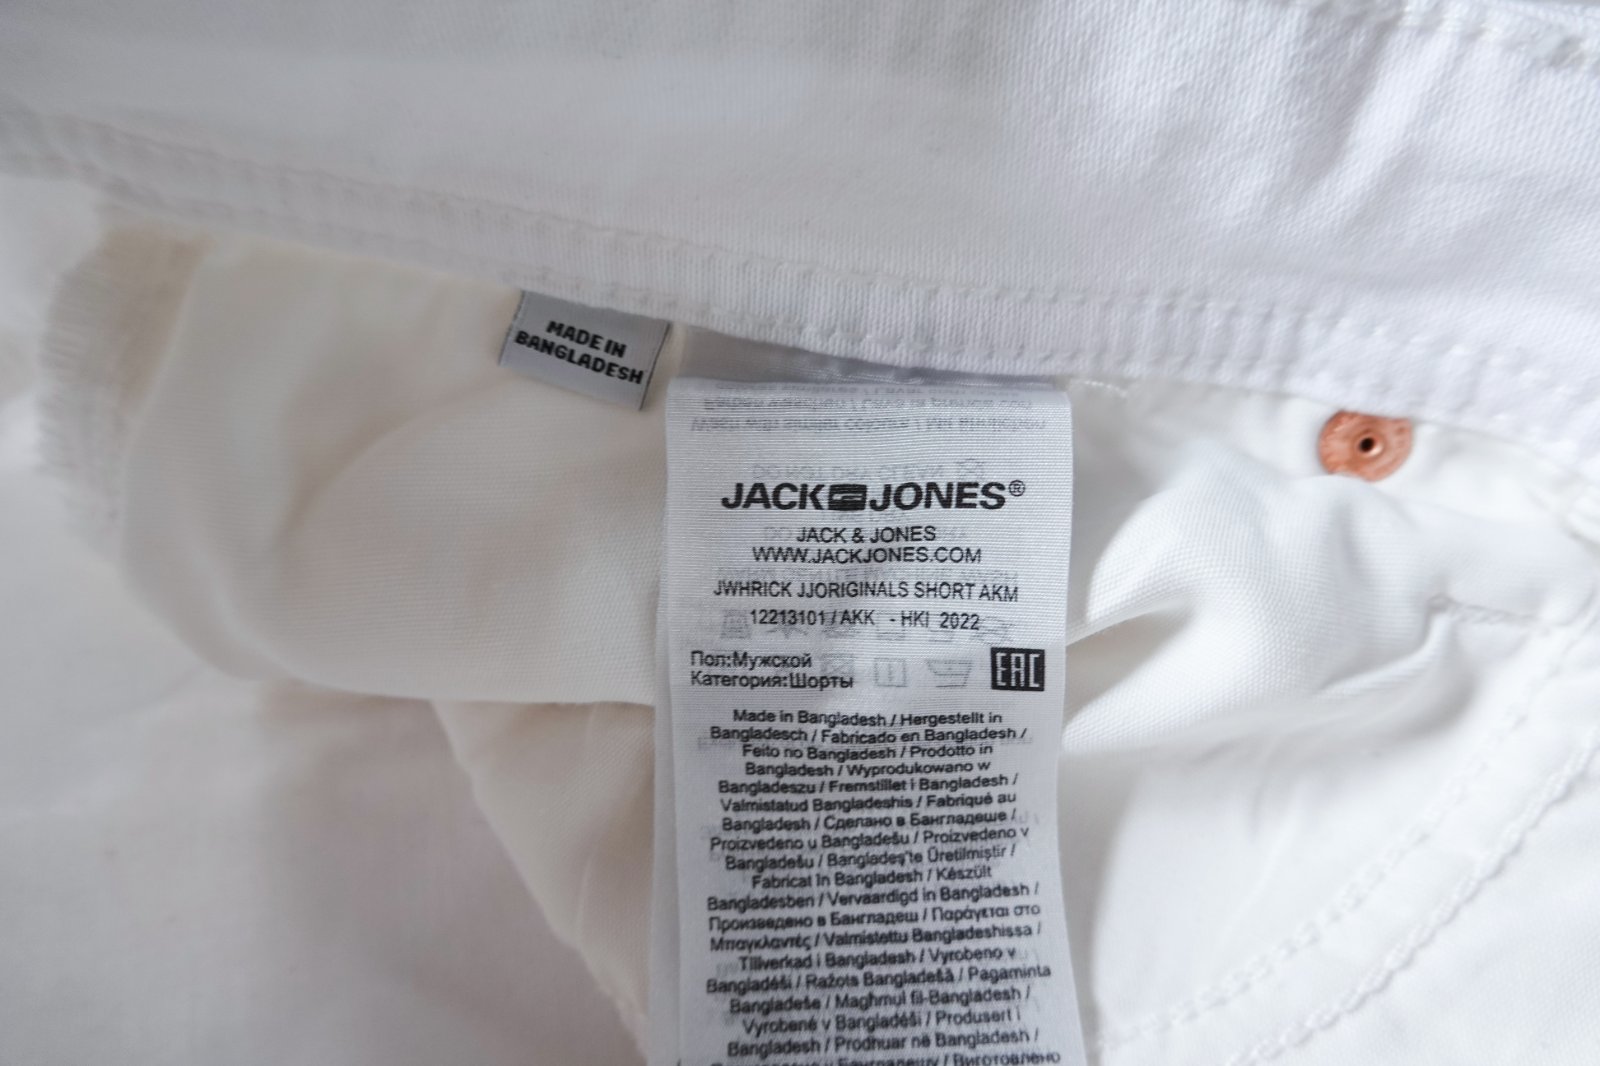 MADE IN
BANGLADESH
JACK JONES®
JACK & JONES
WWW.JACKJONES.COM
JWHRICK JJORIGINALS SHORT AKM
12213101 / AKK - HKI 2022
Пол:Мужской
Категория:Шорты
EAC
Made in Bangladesh / Hergestellt in
Bangladesch / Fabricado en Bangladesh /
Feito no Bangladesh / Prodotto in
Bangladesh / Wyprodukowano w
Bangladeszu / Fremstillet i Bangladesh /
Valmistatud Bangladeshis / Fabriqué au
Bangladesh / Сделано в Бангладеше /
Proizvedeno u Bangladešu / Proizvedeno v
Bangladešu / Bangladeş'te Üretilmiştir /
Fabricat în Bangladesh / Készült
Bangladesben / Vervaardigd in Bangladesh /
Произведено в Бангладеш / Παράγεται στο
Μπαγκλαντές / Valmistettu Bangladeshissa /
Tillverkad i Bangladesh / Vyrobeno v
Bangladéši / Ražots Bangladešā / Pagaminta
Bangladeše / Maghmul fil-Bangladesh /
Vyrobené v Bangladéši / Produsert i
Bangladesh / Prodhuar në Bangladesh /